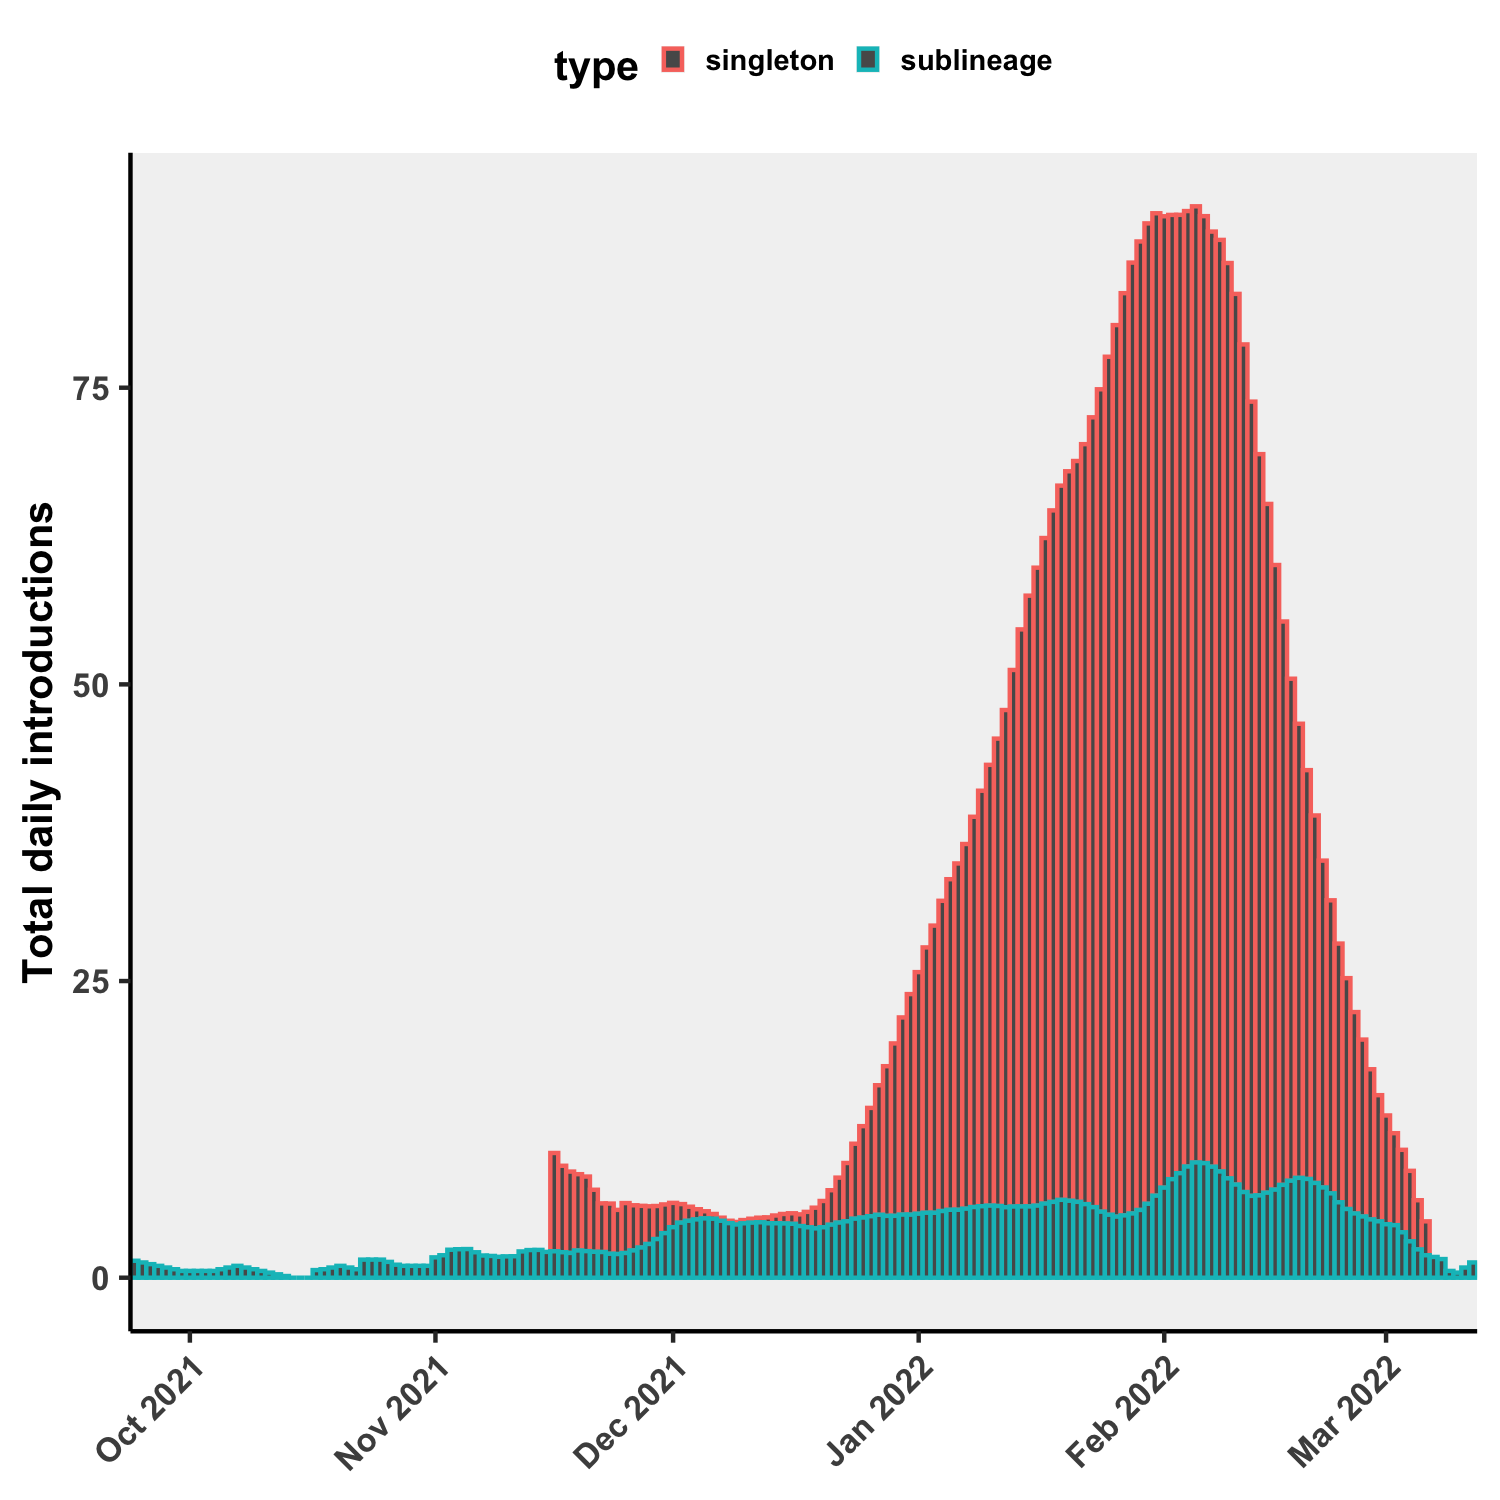 type singleton sublineage
Total daily introductions
75
50
25
0
Oct 2021
Nov 2021
Dec 2021
Jan 2022
Feb 2022
Mar 2022